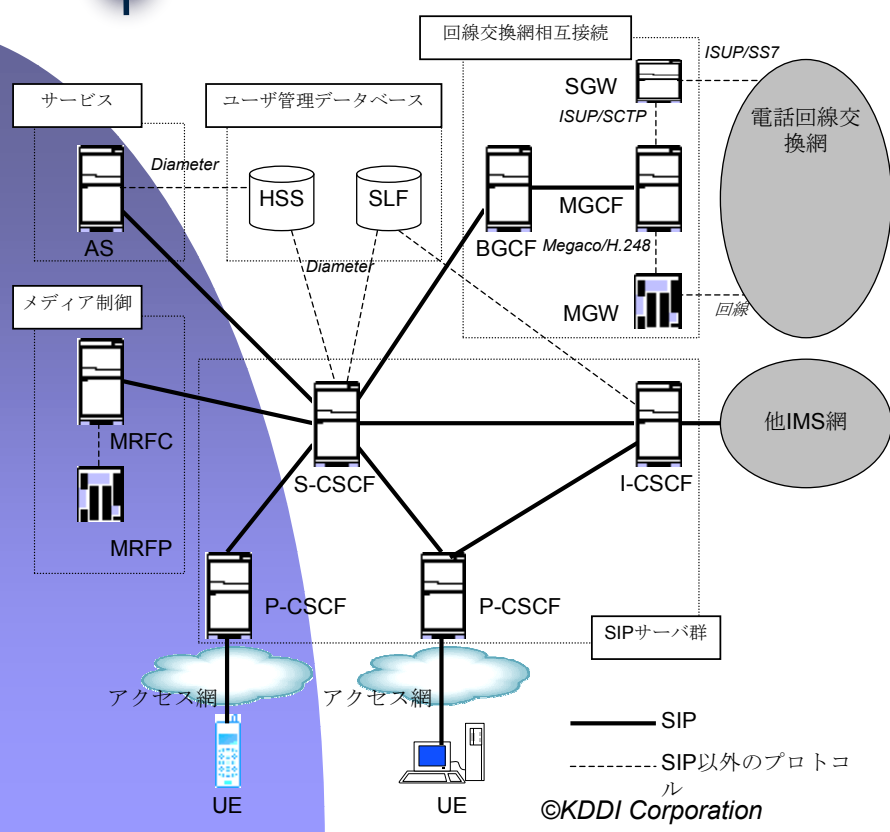 回線交換網相互接続
ISUP/SS7
SGW
サービス
ユーザ管理データベース
ISUP/SCTP
電話回線交
換網
Diameter
HSS
SLF
MGCF
AS
BGCF
Megaco/H.248
Diameter
メディア制御
MGW
回線
他IMS網
MRFC
S-CSCF
I-CSCF
MRFP
P-CSCF
P-CSCF
SIPサーバ群
アクセス網
アクセス網
SIP
SIP以外のプロトコ
ル
UE
UE
©KDDI Corporation